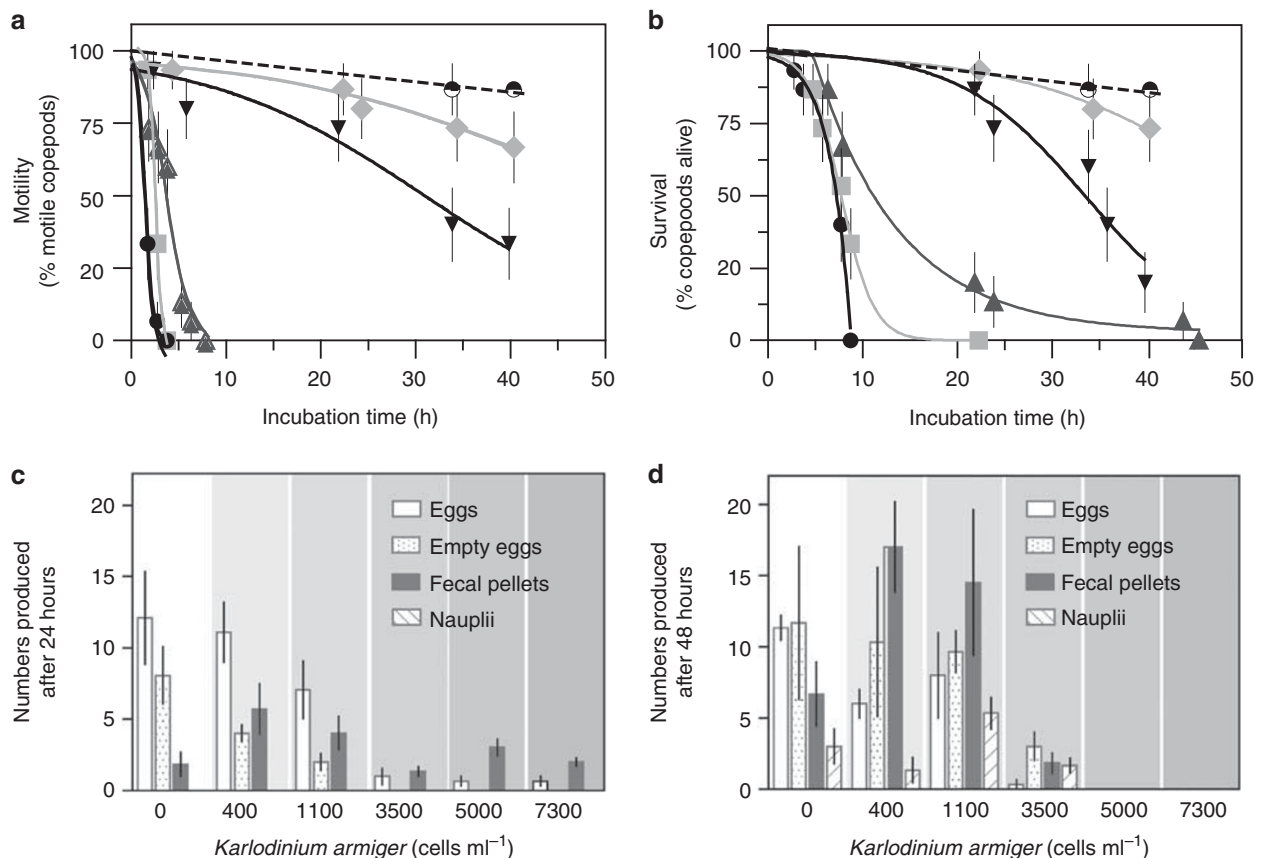 a
100
75
50
20
0
Motility
(% motile copepods)
0 10 20 30 40 50
Incubation time (h)
b
100
75
50
20
0
Survival
(% copepoods alive)
0 10 20 30 40 50
Incubation time (h)
c
20
15
10
5
0
Numbers produced
after 24 hours
Eggs
Empty eggs
Fecal pellets
Nauplii
0 400 1100 3500 5000 7300
Karlodinium armiger (cells ml⁻¹)
d
20
15
10
5
0
Numbers produced
after 48 hours
Eggs
Empty eggs
Fecal pellets
Nauplii
0 400 1100 3500 5000 7300
Karlodinium armiger (cells ml⁻¹)